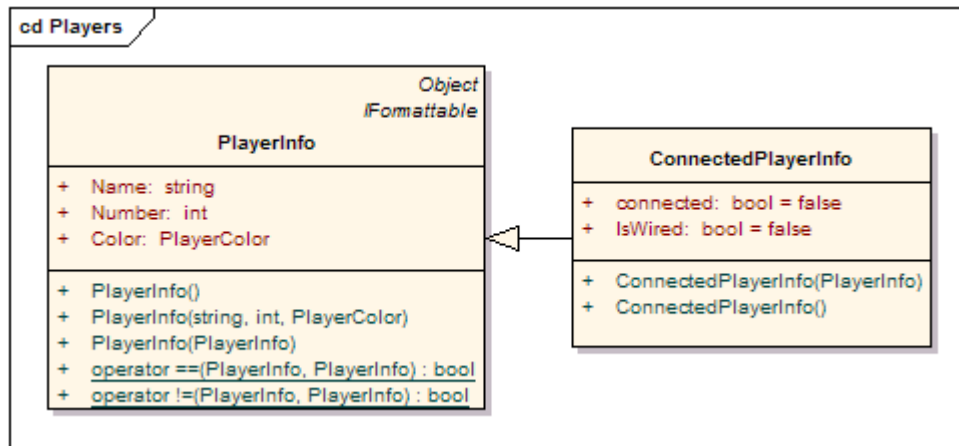 cd Players
Object
IFormattable
PlayerInfo
+ Name: string
+ Number: int
+ Color: PlayerColor
+ PlayerInfo()
+ PlayerInfo(string, int, PlayerColor)
+ PlayerInfo(PlayerInfo)
+ operator ==(PlayerInfo, PlayerInfo) : bool
+ operator !=(PlayerInfo, PlayerInfo) : bool
ConnectedPlayerInfo
+ connected: bool = false
+ IsWired: bool = false
+ ConnectedPlayerInfo(PlayerInfo)
+ ConnectedPlayerInfo()